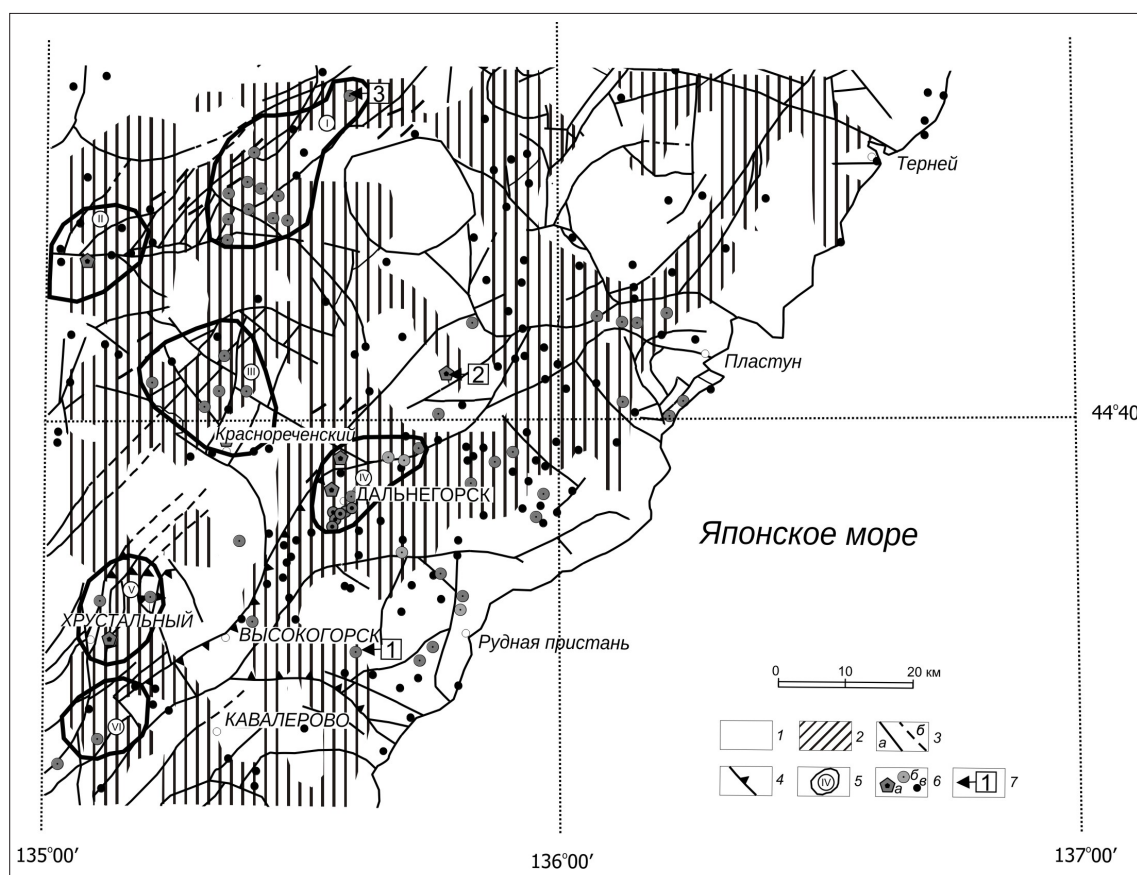 3
I
Терней
II
Пластун
2
III
44°40
Краснореченский
IV
ДАЛЬНЕГОРСК
Японское море
V
ХРУСТАЛЬНЫЙ
ВЫСОКОГОРСК
1
Рудная пристань
0 10 20 км
VI
КАВАЛЕРОВО
1 2 а б 3
4 IV 5 а б в 6 1 7
135°00′ 136°00′ 137°00′